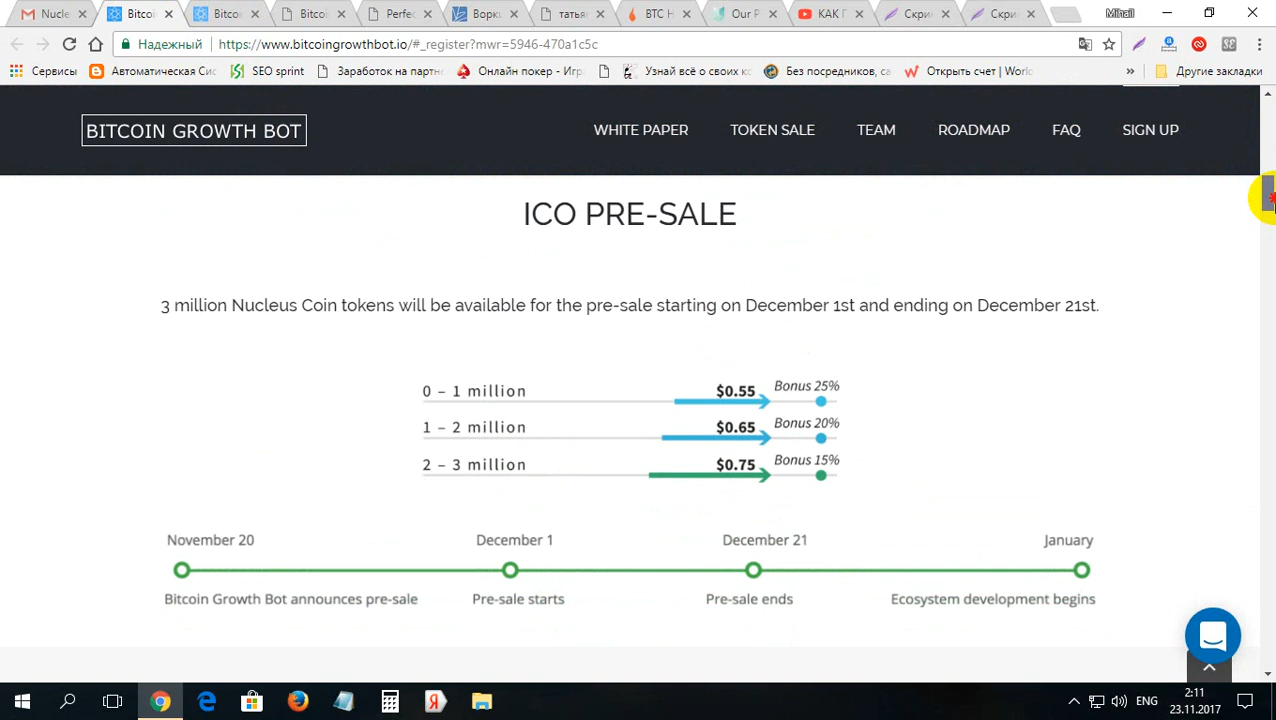 Nucle
Bitcoi
Bitcoi
Bitcoi
Perfec
Ворку
татья
BTC H
Our P
КАК Г
Скри
Скри
Mihail
Надежный
https://www.bitcoingrowthbot.io/#_register?mwr=5946-470a1c5c
Сервисы
Автоматическая Сис
SEO sprint
Заработок на партн
Онлайн покер - Игра
Узнай всё о своих ко
Без посредников, са
Открыть счет | Worl
»
Другие закладки
BITCOIN GROWTH BOT
WHITE PAPER
TOKEN SALE
TEAM
ROADMAP
FAQ
SIGN UP
ICO PRE-SALE
3 million Nucleus Coin tokens will be available for the pre-sale starting on December 1st and ending on December 21st.
0 – 1 million $0.55 Bonus 25%
1 – 2 million $0.65 Bonus 20%
2 – 3 million $0.75 Bonus 15%
November 20
December 1
December 21
January
Bitcoin Growth Bot announces pre-sale
Pre-sale starts
Pre-sale ends
Ecosystem development begins
ENG
2:11
23.11.2017